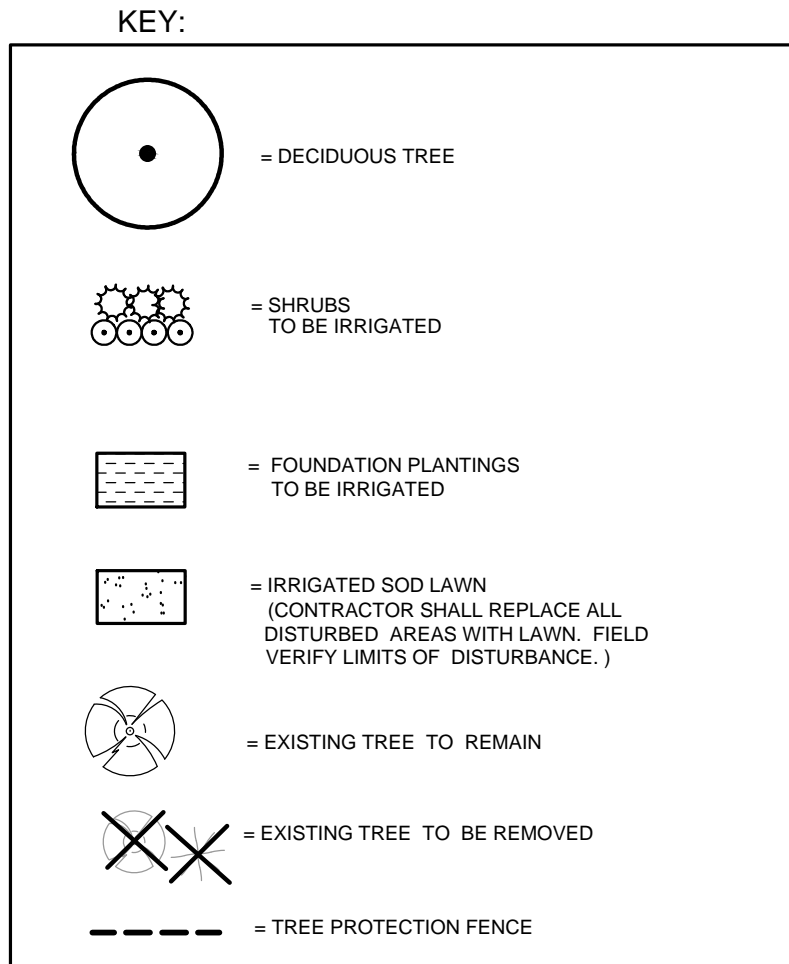 KEY:
= DECIDUOUS TREE
= SHRUBS
TO BE IRRIGATED
= FOUNDATION PLANTINGS
TO BE IRRIGATED
= IRRIGATED SOD LAWN
(CONTRACTOR SHALL REPLACE ALL
DISTURBED AREAS WITH LAWN. FIELD
VERIFY LIMITS OF DISTURBANCE. )
= EXISTING TREE TO REMAIN
= EXISTING TREE TO BE REMOVED
= TREE PROTECTION FENCE